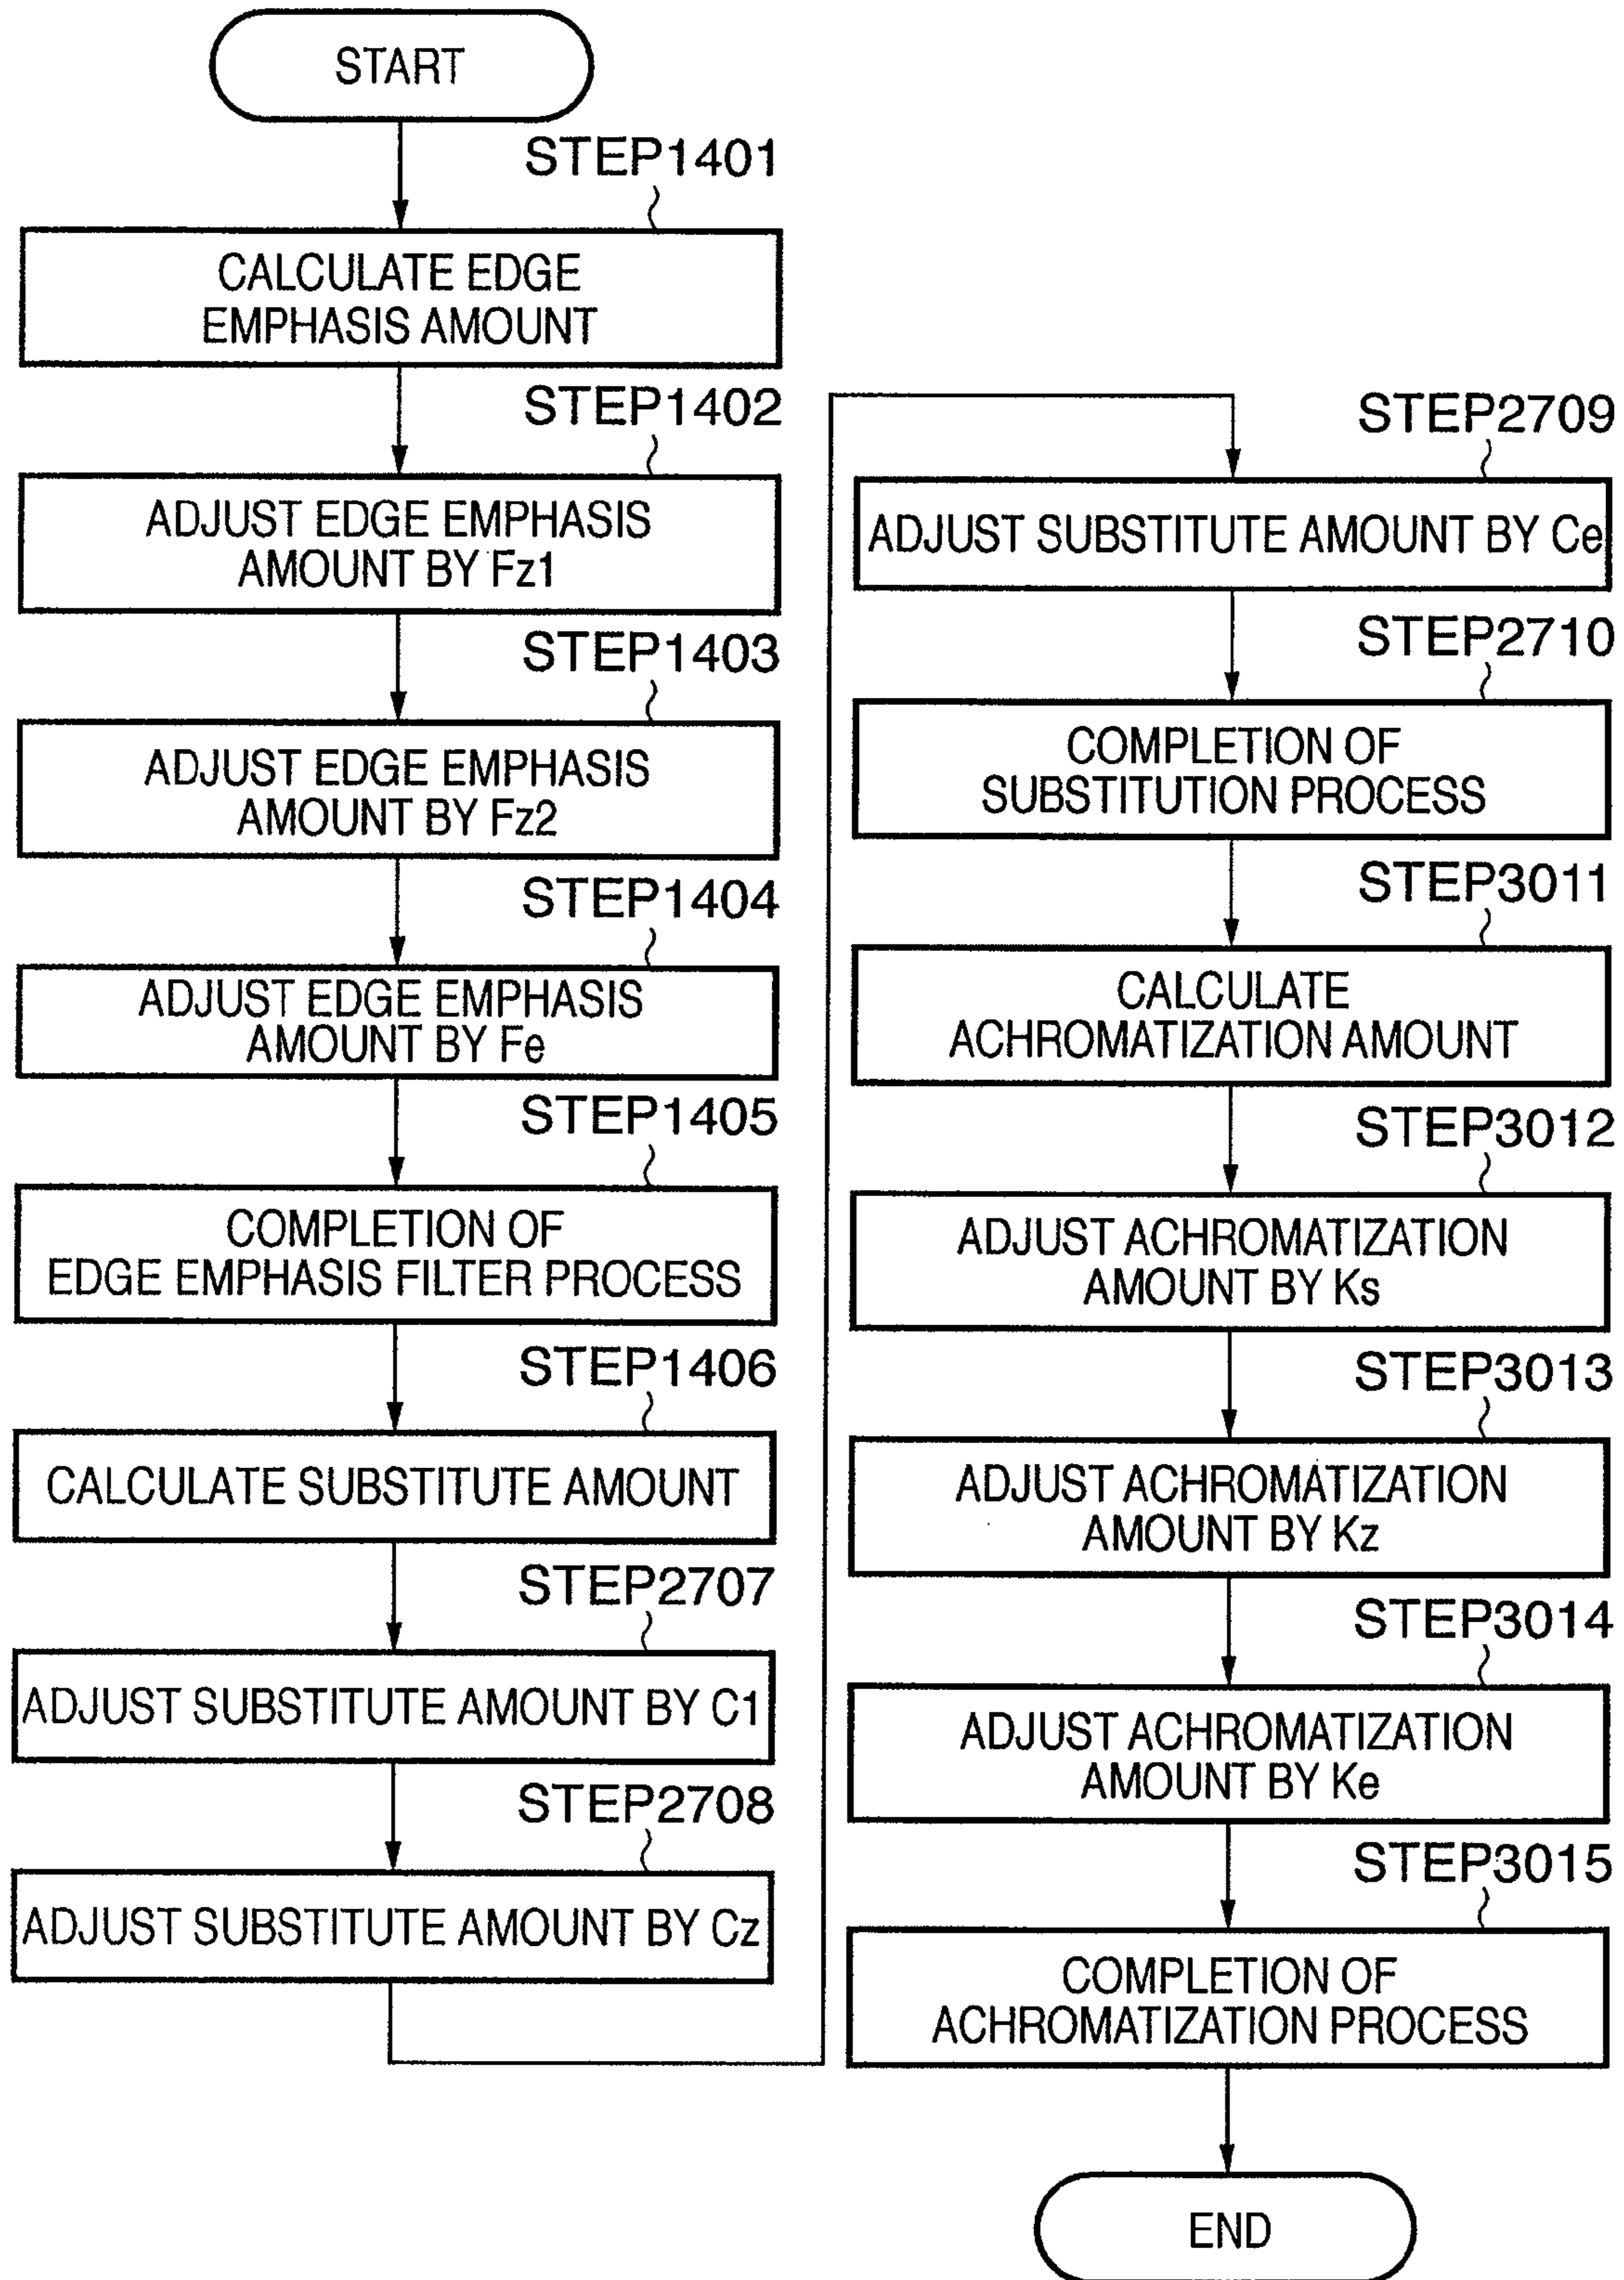 START
STEP1401
CALCULATE EDGE
EMPHASIS AMOUNT
STEP1402
ADJUST EDGE EMPHASIS
AMOUNT BY Fz1
STEP1403
ADJUST EDGE EMPHASIS
AMOUNT BY Fz2
STEP1404
ADJUST EDGE EMPHASIS
AMOUNT BY Fe
STEP1405
COMPLETION OF
EDGE EMPHASIS FILTER PROCESS
STEP1406
CALCULATE SUBSTITUTE AMOUNT
STEP2707
ADJUST SUBSTITUTE AMOUNT BY C1
STEP2708
ADJUST SUBSTITUTE AMOUNT BY Cz
STEP2709
ADJUST SUBSTITUTE AMOUNT BY Ce
STEP2710
COMPLETION OF
SUBSTITUTION PROCESS
STEP3011
CALCULATE
ACHROMATIZATION AMOUNT
STEP3012
ADJUST ACHROMATIZATION
AMOUNT BY Ks
STEP3013
ADJUST ACHROMATIZATION
AMOUNT BY Kz
STEP3014
ADJUST ACHROMATIZATION
AMOUNT BY Ke
STEP3015
COMPLETION OF
ACHROMATIZATION PROCESS
END